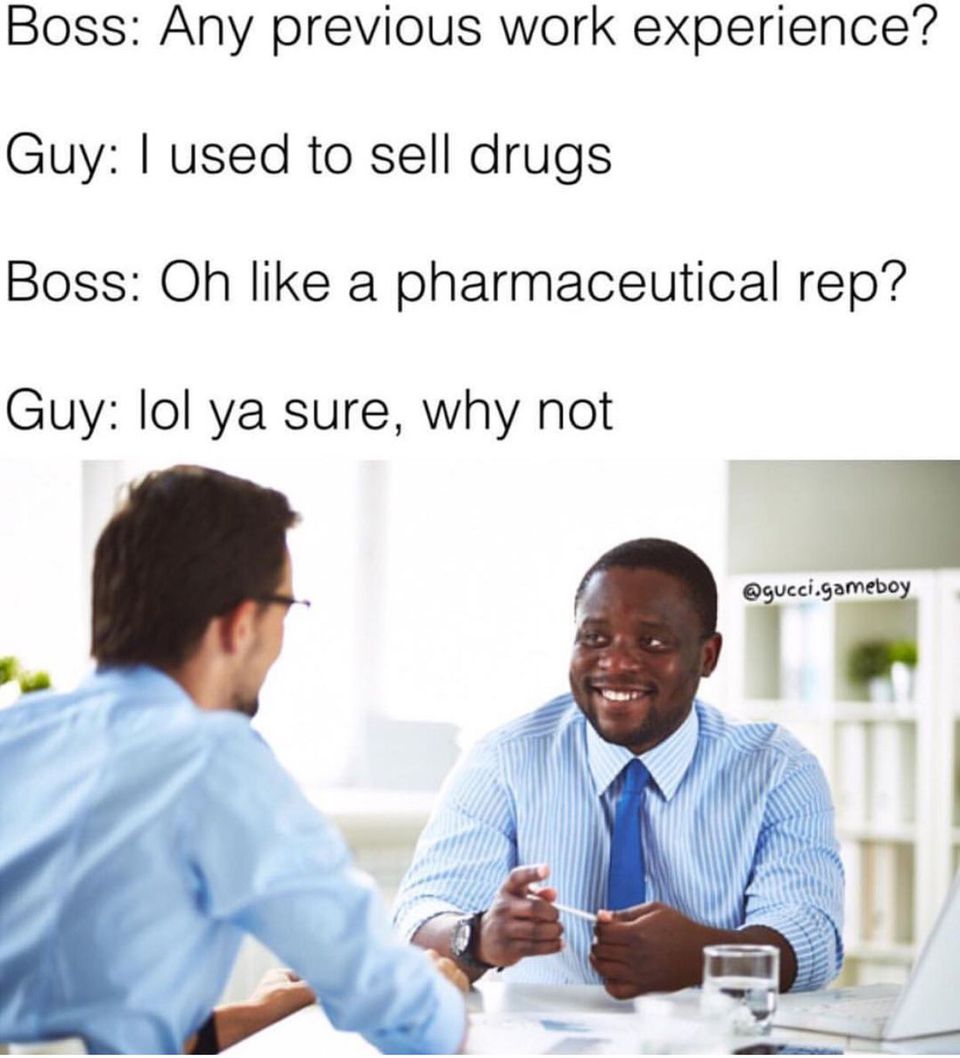 Boss: Any previous work experience?
Guy: I used to sell drugs
Boss: Oh like a pharmaceutical rep?
Guy: lol ya sure, why not
@gucci.gameboy